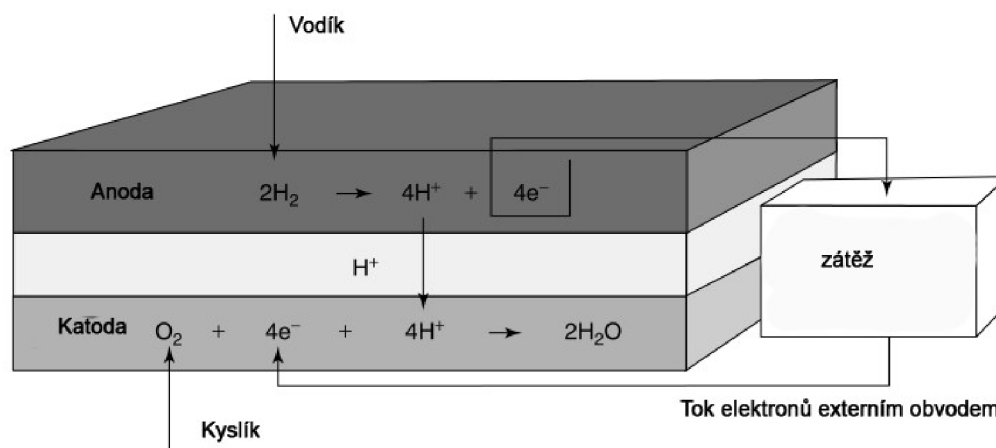 Vodík
Anoda 2H₂ → 4H⁺ + 4e⁻
H⁺
zátěž
Katoda O₂ + 4e⁻ + 4H⁺ → 2H₂O
Tok elektronů externím obvodem
Kyslík